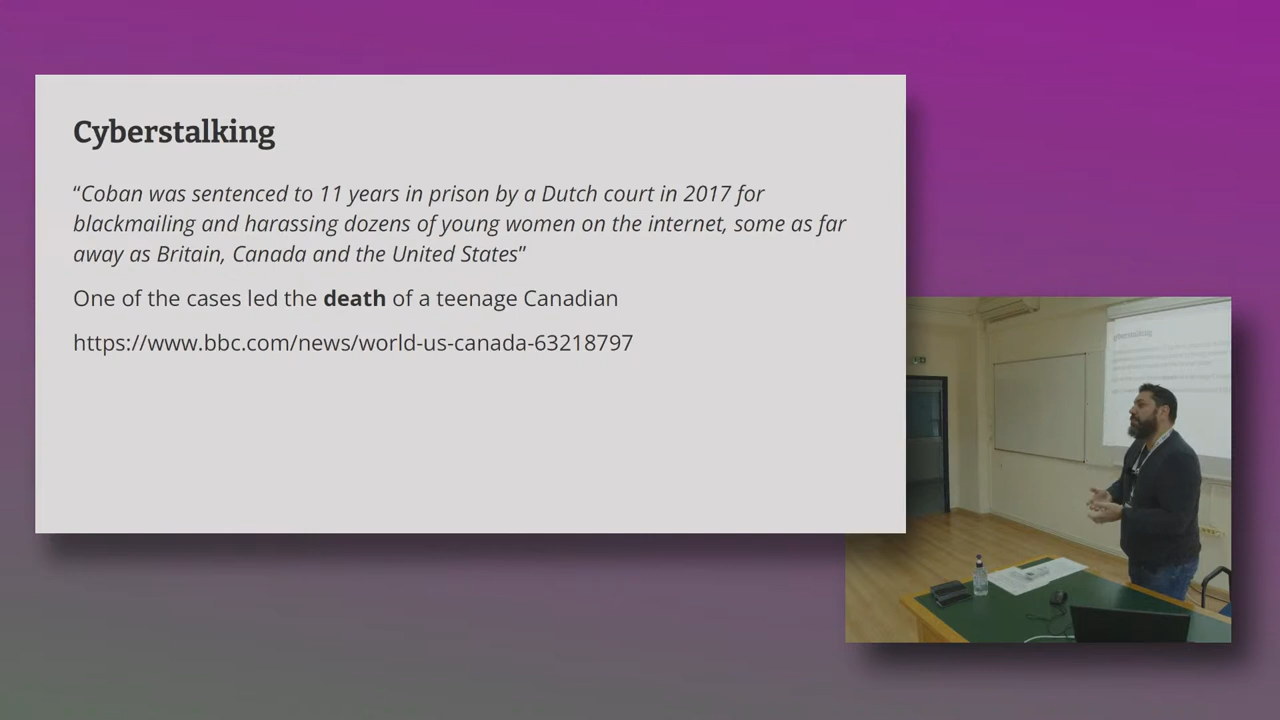 Cyberstalking
“Coban was sentenced to 11 years in prison by a Dutch court in 2017 for
blackmailing and harassing dozens of young women on the internet, some as far
away as Britain, Canada and the United States”
One of the cases led the death of a teenage Canadian
https://www.bbc.com/news/world-us-canada-63218797